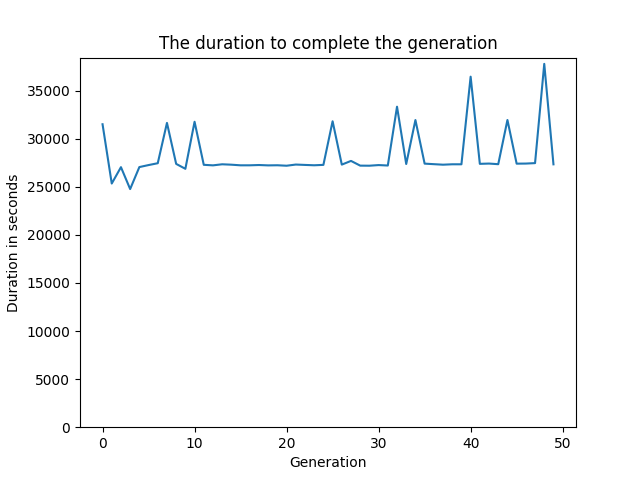 The duration to complete the generation
35000
30000
25000
20000
15000
10000
5000
0
Duration in seconds
0 10 20 30 40 50
Generation